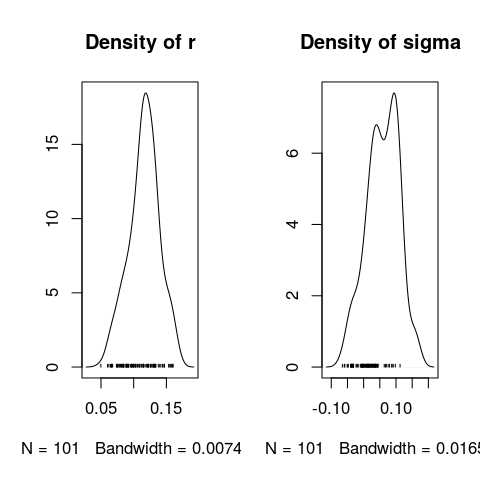 Density of r
Density of sigma
15
10
5
0
0.05 0.15
N = 101 Bandwidth = 0.0074
6
4
2
0
-0.10 0.10
N = 101 Bandwidth = 0.0165